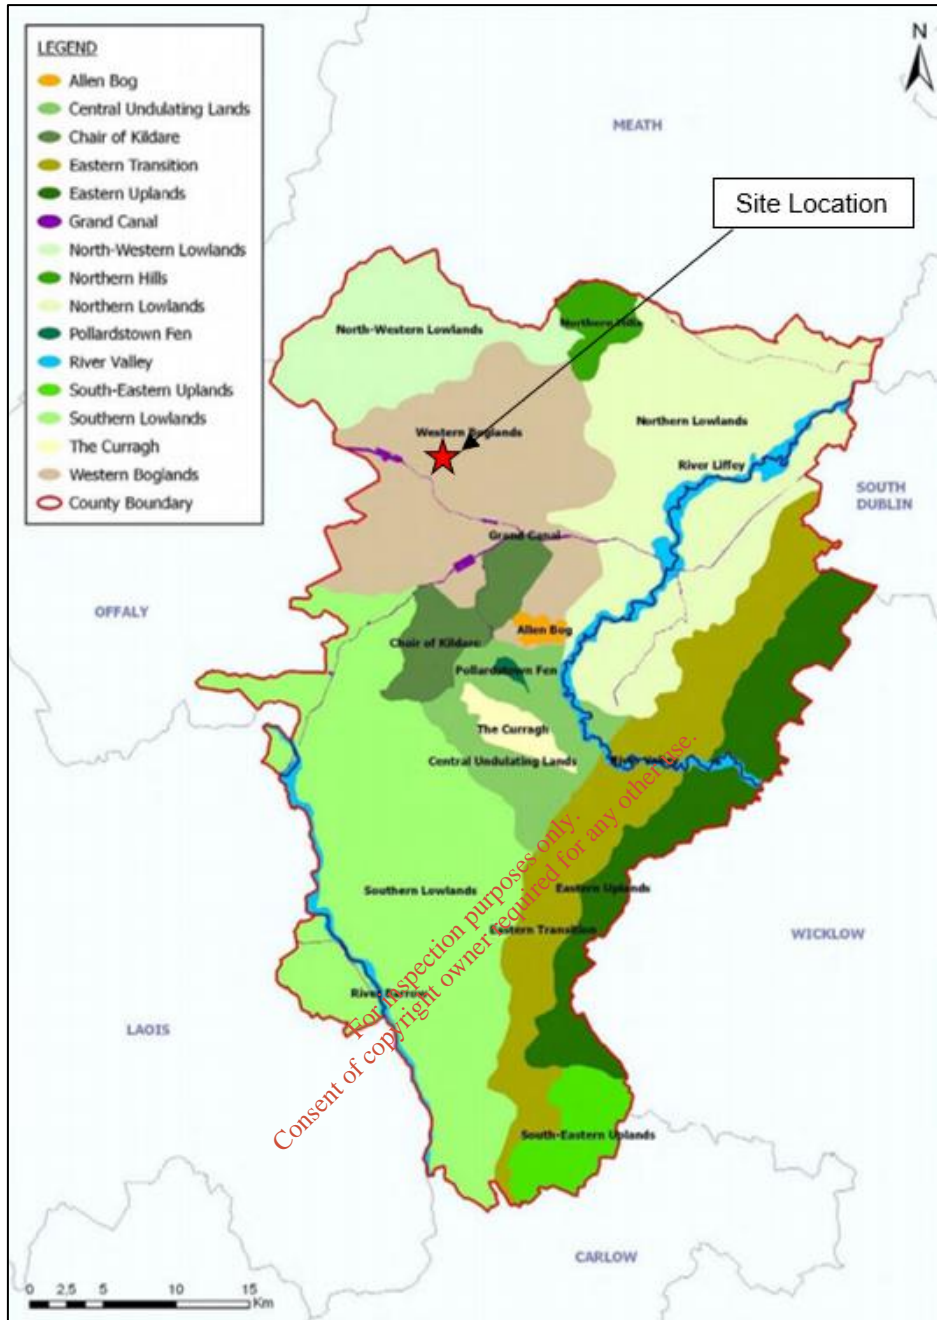 LEGEND
Allen Bog
Central Undulating Lands
Chair of Kildare
Eastern Transition
Eastern Uplands
Grand Canal
North-Western Lowlands
Northern Hills
Northern Lowlands
Pollardstown Fen
River Valley
South-Eastern Uplands
Southern Lowlands
The Curragh
Western Boglands
County Boundary
N
MEATH
Site Location
North-Western Lowlands
Northern Hills
Western Boglands
Northern Lowlands
River Liffey
SOUTH
DUBLIN
Grand Canal
OFFALY
Allen Bog
Chair of Kildare
Pollardstown Fen
The Curragh
Central Undulating Lands
River Valley
Southern Lowlands
Eastern Uplands
Eastern Transition
WICKLOW
River Barrow
LAOIS
South-Eastern Uplands
CARLOW
For inspection purposes only.
Consent of copyright owner required for any other use.
0 2.5 5 10 15
Km